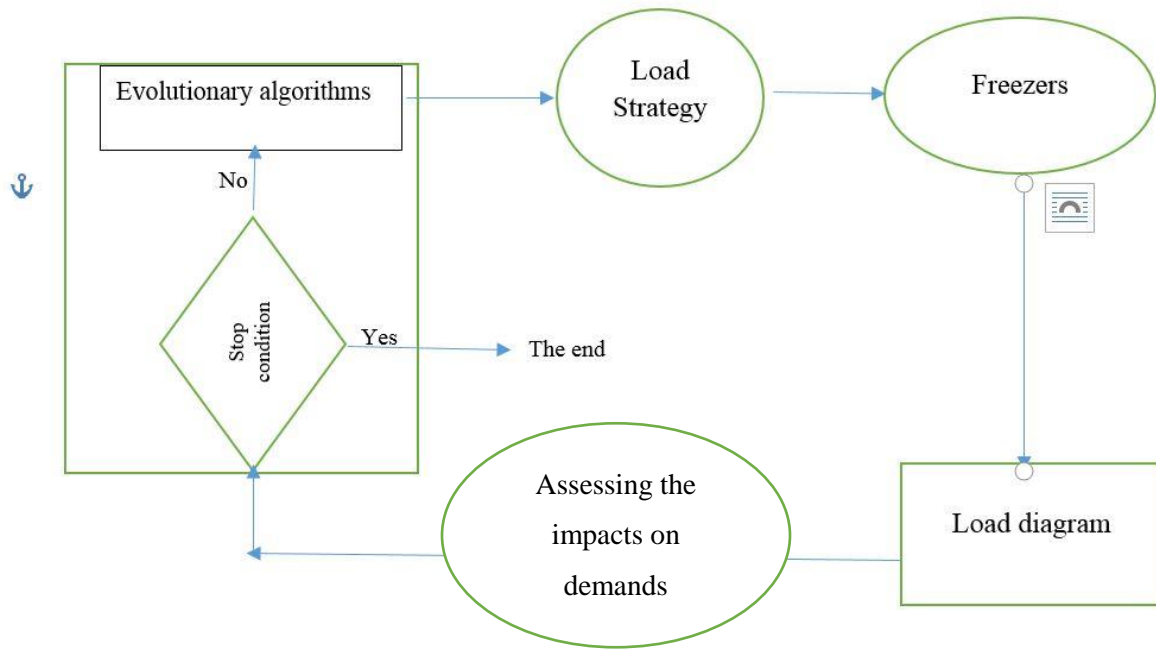 Evolutionary algorithms
Load
Strategy
Freezers
No
Stop
condition
Yes
The end
Assessing the
impacts on
demands
Load diagram